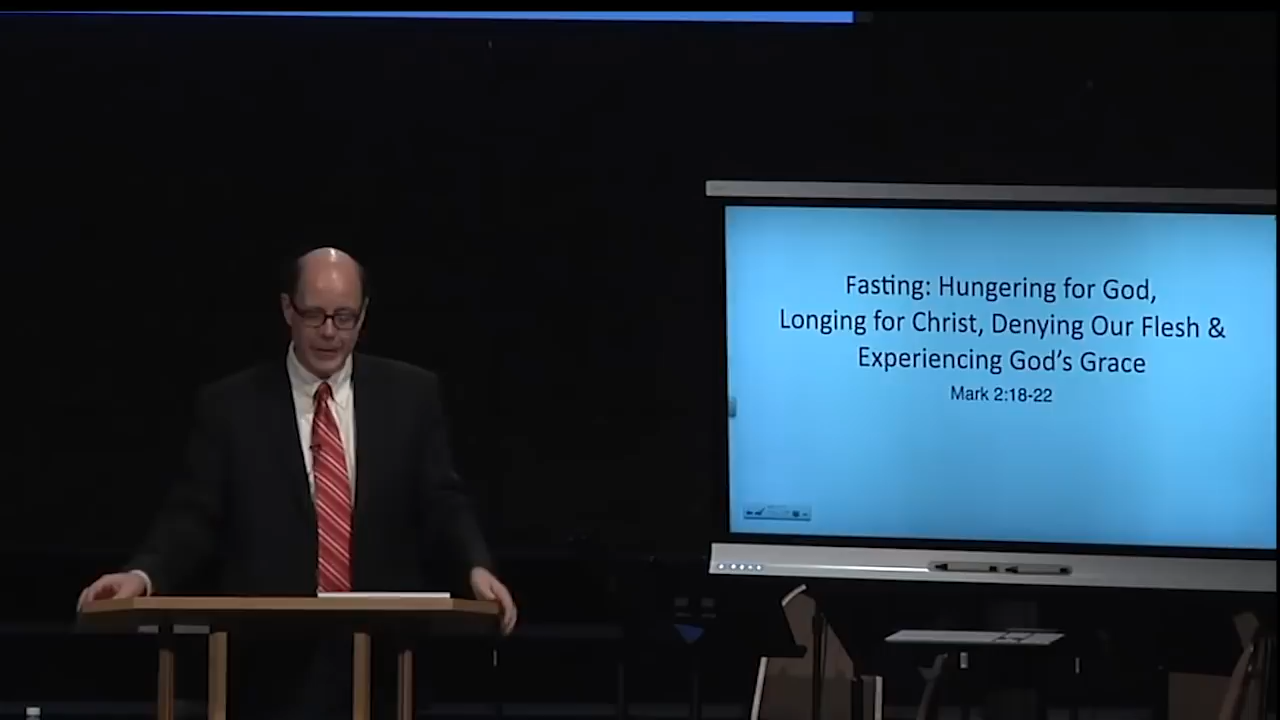 Fasting: Hungering for God,
Longing for Christ, Denying Our Flesh &
Experiencing God's Grace
Mark 2:18-22